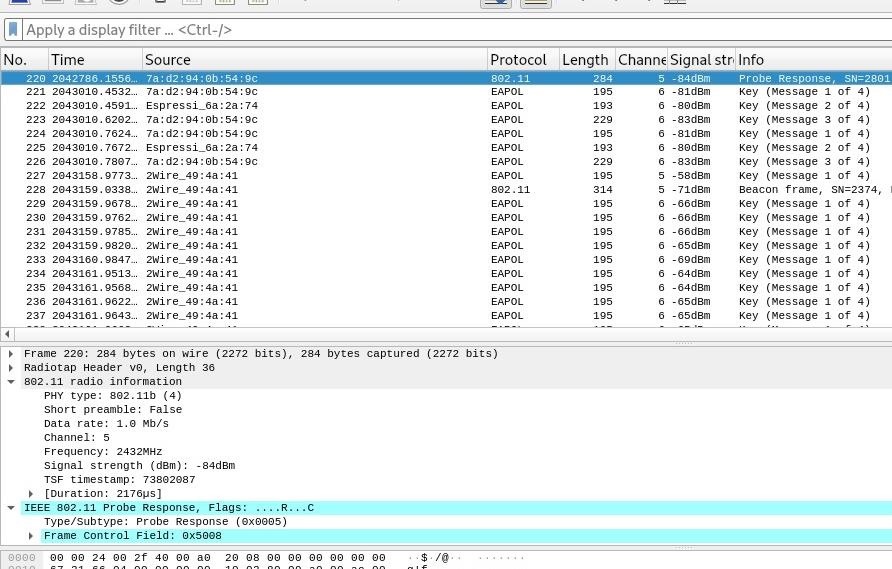 Apply a display filter ... <Ctrl-/>
No. Time Source Protocol Length Channe Signal str Info
220 2042786.1556… 7a:d2:94:0b:54:9c 802.11 284 5 -84dBm Probe Response, SN=2801
221 2043010.4532… 7a:d2:94:0b:54:9c EAPOL 195 6 -81dBm Key (Message 1 of 4)
222 2043010.4591… Espressi_6a:2a:74 EAPOL 193 6 -80dBm Key (Message 2 of 4)
223 2043010.6202… 7a:d2:94:0b:54:9c EAPOL 229 6 -83dBm Key (Message 3 of 4)
224 2043010.7624… 7a:d2:94:0b:54:9c EAPOL 195 6 -81dBm Key (Message 1 of 4)
225 2043010.7672… Espressi_6a:2a:74 EAPOL 193 6 -80dBm Key (Message 2 of 4)
226 2043010.7807… 7a:d2:94:0b:54:9c EAPOL 229 6 -83dBm Key (Message 3 of 4)
227 2043158.9773… 2Wire_49:4a:41 EAPOL 195 5 -58dBm Key (Message 1 of 4)
228 2043159.0338… 2Wire_49:4a:41 802.11 314 5 -71dBm Beacon frame, SN=2374,
229 2043159.9678… 2Wire_49:4a:41 EAPOL 195 6 -66dBm Key (Message 1 of 4)
230 2043159.9762… 2Wire_49:4a:41 EAPOL 195 6 -66dBm Key (Message 1 of 4)
231 2043159.9785… 2Wire_49:4a:41 EAPOL 195 6 -66dBm Key (Message 1 of 4)
232 2043159.9820… 2Wire_49:4a:41 EAPOL 195 6 -65dBm Key (Message 1 of 4)
233 2043160.9847… 2Wire_49:4a:41 EAPOL 195 6 -69dBm Key (Message 1 of 4)
234 2043161.9513… 2Wire_49:4a:41 EAPOL 195 6 -64dBm Key (Message 1 of 4)
235 2043161.9568… 2Wire_49:4a:41 EAPOL 195 6 -64dBm Key (Message 1 of 4)
236 2043161.9622… 2Wire_49:4a:41 EAPOL 195 6 -65dBm Key (Message 1 of 4)
237 2043161.9643… 2Wire_49:4a:41 EAPOL 195 6 -65dBm Key (Message 1 of 4)
Frame 220: 284 bytes on wire (2272 bits), 284 bytes captured (2272 bits)
Radiotap Header v0, Length 36
802.11 radio information
PHY type: 802.11b (4)
Short preamble: False
Data rate: 1.0 Mb/s
Channel: 5
Frequency: 2432MHz
Signal strength (dBm): -84dBm
TSF timestamp: 73802087
[Duration: 2176µs]
IEEE 802.11 Probe Response, Flags: ....R...C
Type/Subtype: Probe Response (0x0005)
Frame Control Field: 0x5008
0000 00 00 24 00 2f 40 00 a0 20 08 00 00 00 00 00 00 ··$·/@·· ·······